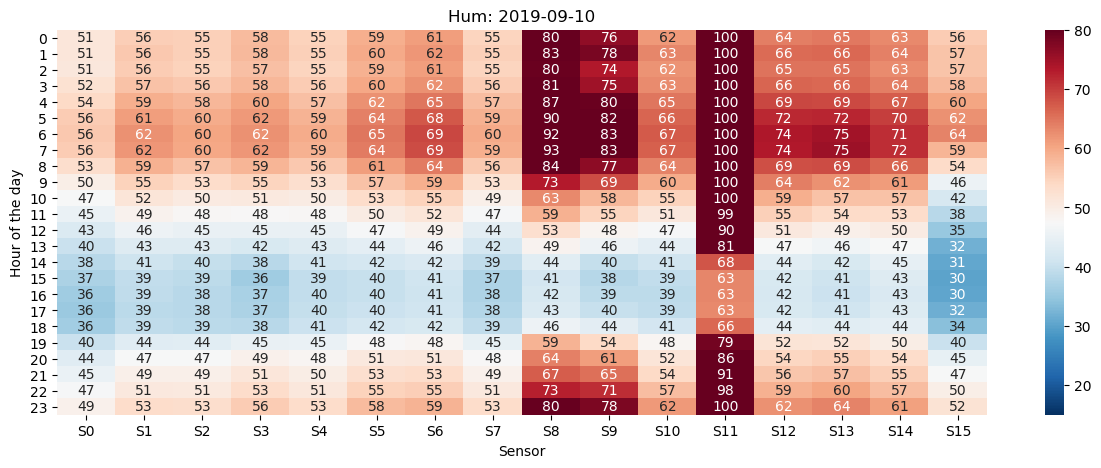 Hum: 2019-09-10
Hour of the day
0 51 56 55 58 55 59 61 55 80 76 62 100 64 65 63 56
1 51 56 55 58 55 60 62 55 83 78 63 100 66 66 64 57
2 51 56 55 57 55 59 61 55 80 74 62 100 65 65 63 57
3 52 57 56 58 56 60 62 56 81 75 63 100 66 66 64 58
4 54 59 58 60 57 62 65 57 87 80 65 100 69 69 67 60
5 56 61 60 62 59 64 68 59 90 82 66 100 72 72 70 62
6 56 62 60 62 60 65 69 60 92 83 67 100 74 75 71 64
7 56 62 60 62 59 64 69 59 93 83 67 100 74 75 72 59
8 53 59 57 59 56 61 64 56 84 77 64 100 69 69 66 54
9 50 55 53 55 53 57 59 53 73 69 60 100 64 62 61 46
10 47 52 50 51 50 53 55 49 63 58 55 100 59 57 57 42
11 45 49 48 48 48 50 52 47 59 55 51 99 55 54 53 38
12 43 46 45 45 45 47 49 44 53 48 47 90 51 49 50 35
13 40 43 43 42 43 44 46 42 49 46 44 81 47 46 47 32
14 38 41 40 38 41 42 42 39 44 40 41 68 44 42 45 31
15 37 39 39 36 39 40 41 37 41 38 39 63 42 41 43 30
16 36 39 38 37 40 40 41 38 42 39 39 63 42 41 43 30
17 36 39 38 37 40 40 41 38 43 40 39 63 42 41 43 32
18 36 39 39 38 41 42 42 39 46 44 41 66 44 44 44 34
19 40 44 44 45 45 48 48 45 59 54 48 79 52 52 50 40
20 44 47 47 49 48 51 51 48 64 61 52 86 54 55 54 45
21 45 49 49 51 50 53 53 49 67 65 54 91 56 57 55 47
22 47 51 51 53 51 55 55 51 73 71 57 98 59 60 57 50
23 49 53 53 56 53 58 59 53 80 78 62 100 62 64 61 52
S0 S1 S2 S3 S4 S5 S6 S7 S8 S9 S10 S11 S12 S13 S14 S15
Sensor
80
70
60
50
40
30
20